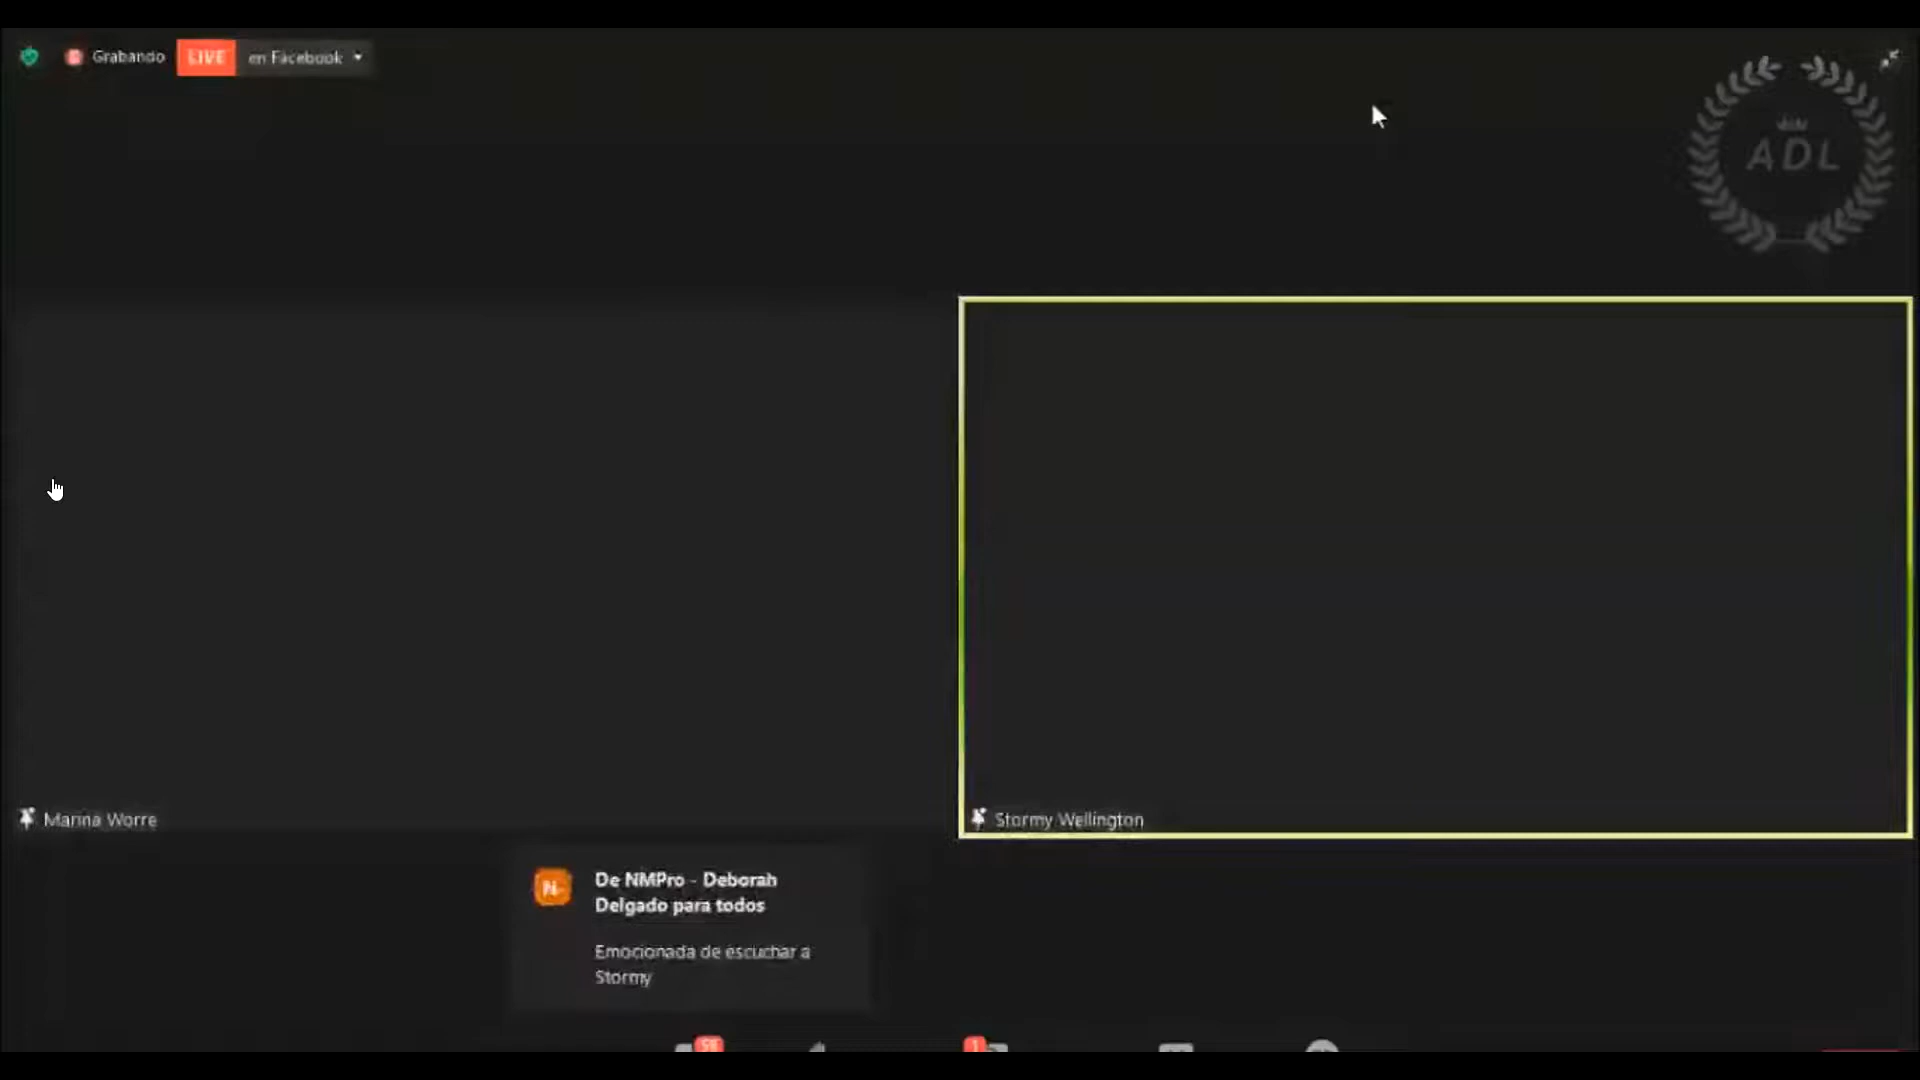 Grabando LIVE en Facebook
ADL
Marina Worre
Stormy Wellington
N-
De NMPro - Deborah
Delgado para todos
Emocionada de escuchar a
Stormy
1